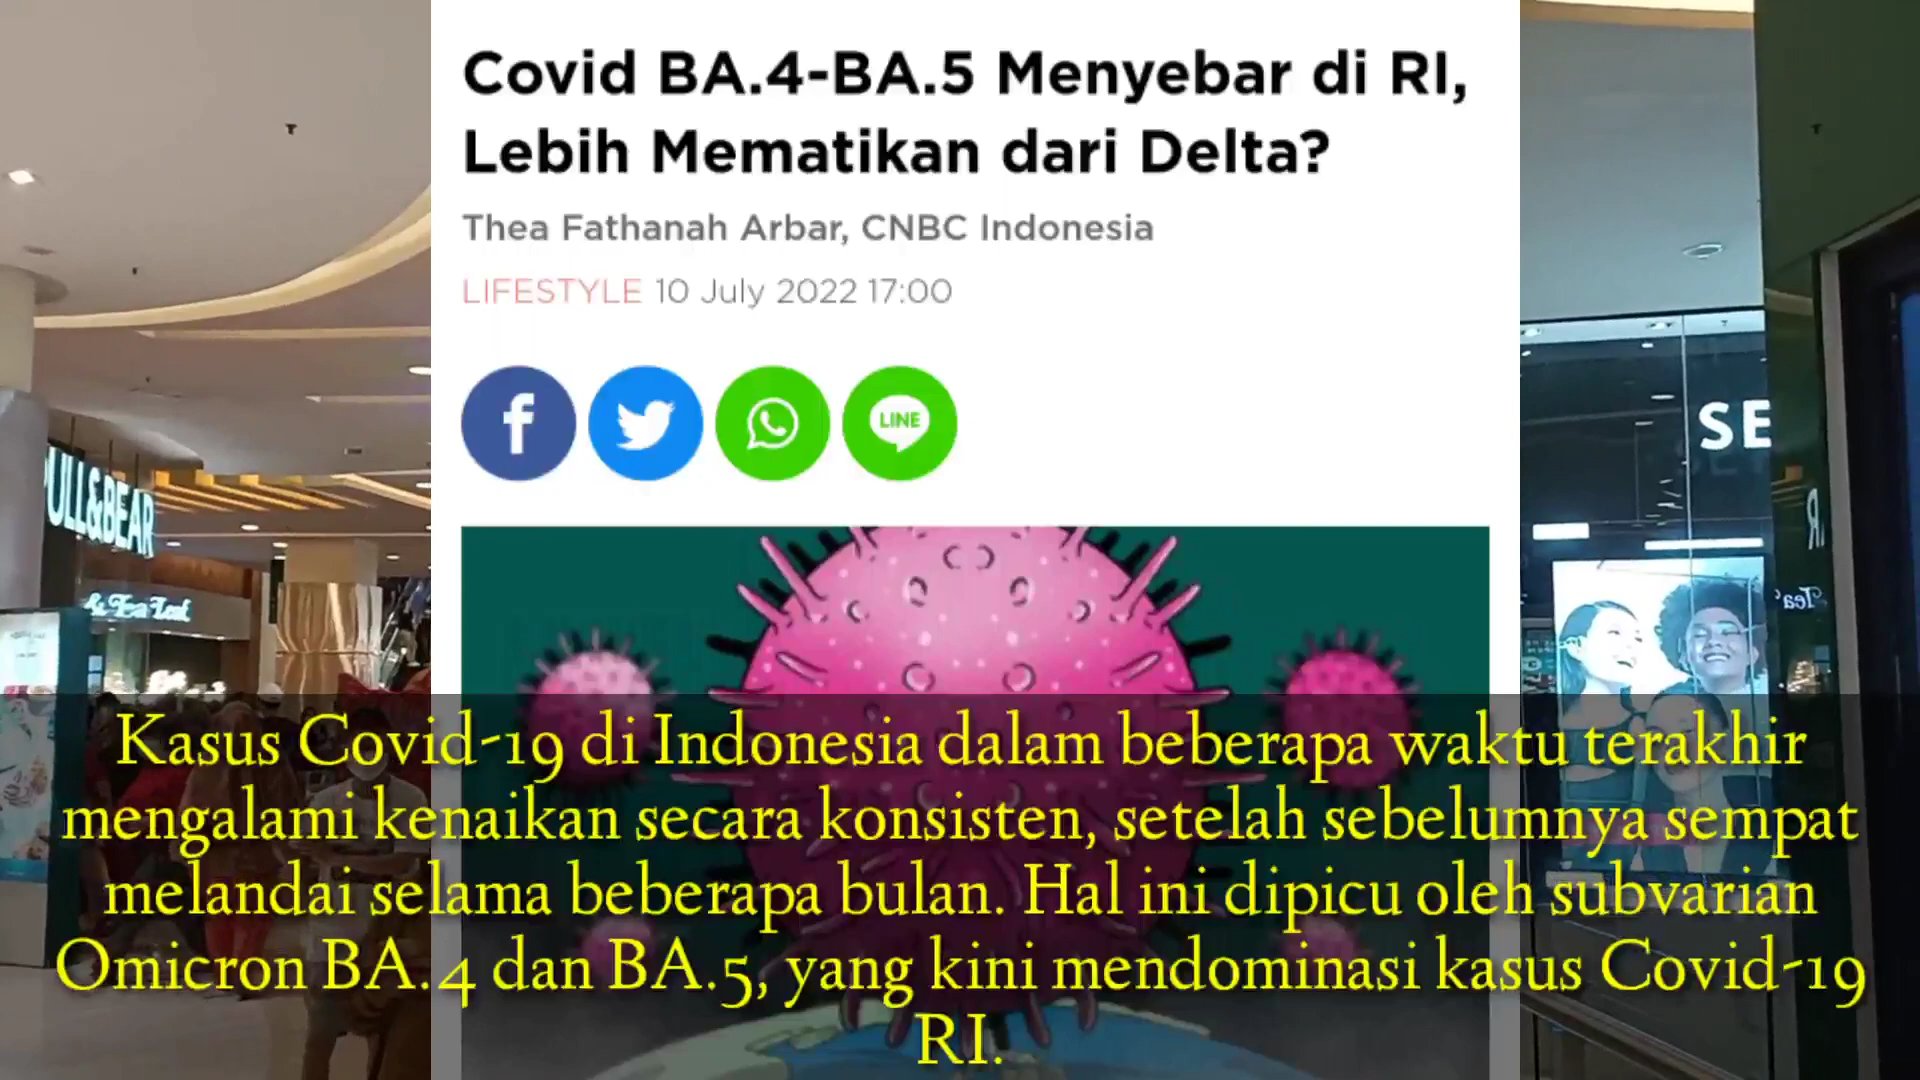 Covid BA.4-BA.5 Menyebar di RI,
Lebih Mematikan dari Delta?
Thea Fathanah Arbar, CNBC Indonesia
LIFESTYLE 10 July 2022 17:00
f
LINE
ULL&BEAR
& Tea Leaf
SE
Kasus Covid-19 di Indonesia dalam beberapa waktu terakhir
mengalami kenaikan secara konsisten, setelah sebelumnya sempat
melandai selama beberapa bulan. Hal ini dipicu oleh subvarian
Omicron BA.4 dan BA.5, yang kini mendominasi kasus Covid-19
RI.